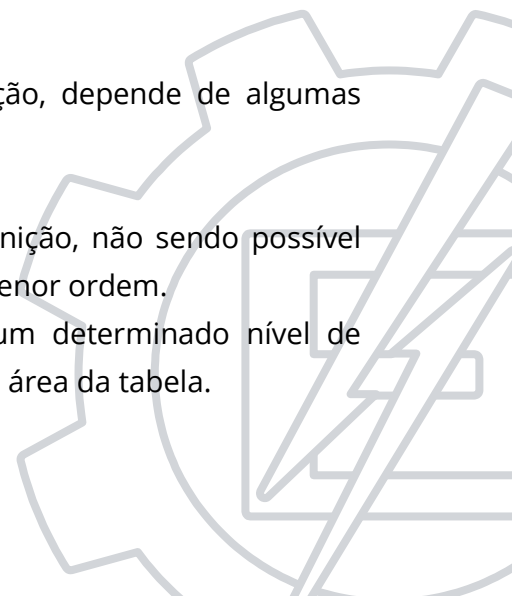 ção, depende de algumas
nição, não sendo possível
enor ordem.
um determinado nível de
área da tabela.